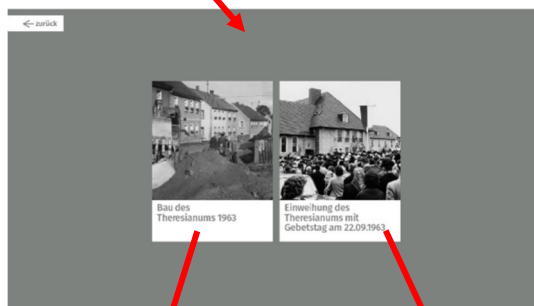 ← zurück
Bau des
Theresianums 1963
Einweihung des
Theresianums mit
Gebetstag am 22.09.1963